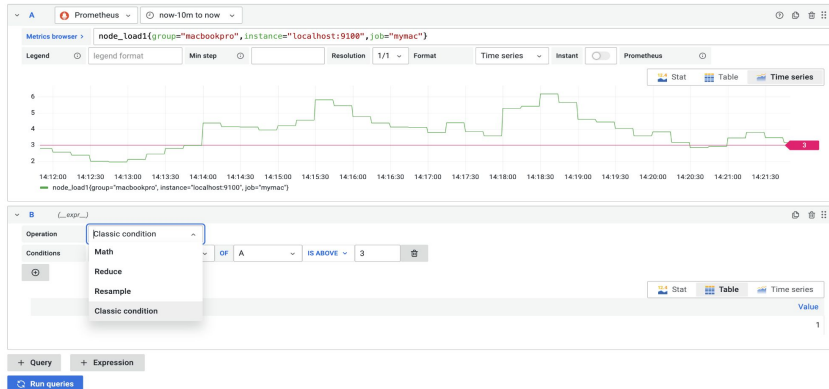 A Prometheus now-10m to now
Metrics browser > node_load1{group="macbookpro",instance="localhost:9100",job="mymac"}
Legend legend format Min step Resolution 1/1 Format Time series Instant Prometheus
12.4 Stat Table Time series
6
5
4
3 3
2
14:12:00 14:12:30 14:13:00 14:13:30 14:14:00 14:14:30 14:15:00 14:15:30 14:16:00 14:16:30 14:17:00 14:17:30 14:18:00 14:18:30 14:19:00 14:19:30 14:20:00 14:20:30 14:21:00 14:21:30
node_load1{group="macbookpro", instance="localhost:9100", job="mymac"}
B (__expr__)
Operation Classic condition
Conditions OF A IS ABOVE 3
Math
Reduce
Resample
Classic condition
12.4 Stat Table Time series
Value
1
+ Query + Expression
Run queries